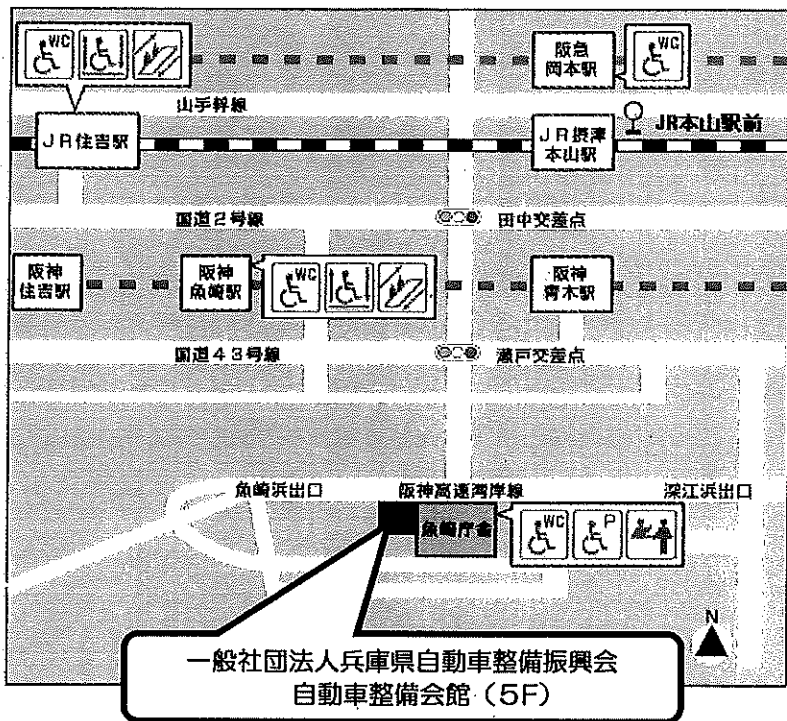 WC
阪急
岡本駅
WC
山手幹線
JR住吉駅
JR摂津
本山駅
JR本山駅前
国道2号線
田中交差点
阪神
住吉駅
阪神
魚崎駅
WC
阪神
青木駅
国道43号線
瀬戸交差点
魚崎浜出口
阪神高速湾岸線
深江浜出口
魚崎庁舎
WC
P
N
一般社団法人兵庫県自動車整備振興会
自動車整備会館（5F）